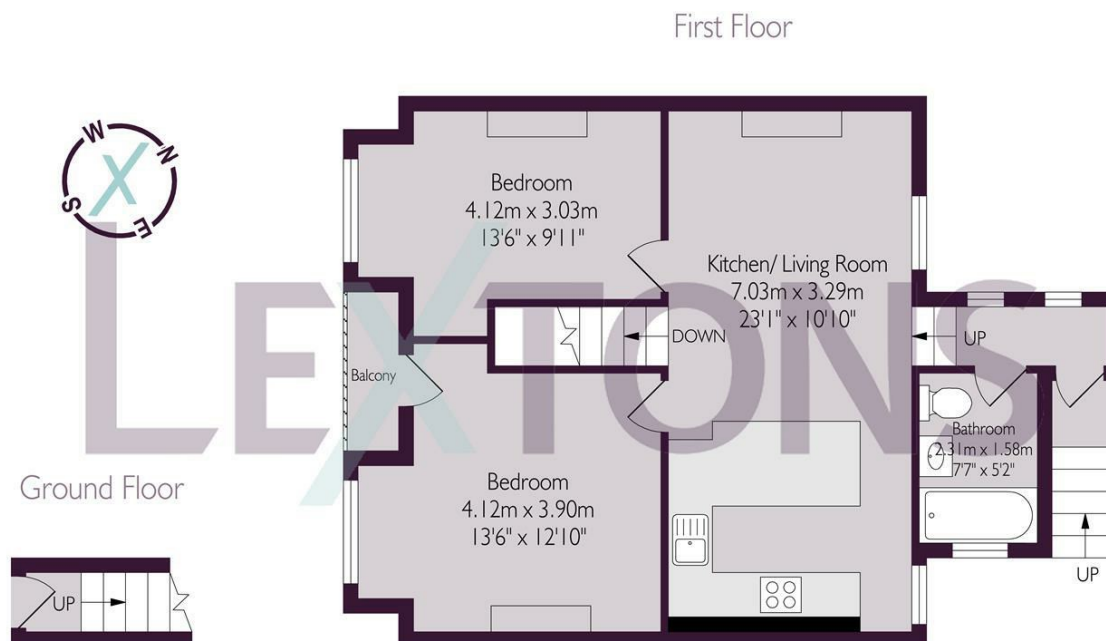 First Floor
W
N
S
E
X
LEXTONS
Bedroom
4.12m x 3.03m
13'6" x 9'11"
Kitchen/ Living Room
7.03m x 3.29m
23'1" x 10'10"
DOWN
UP
Balcony
Bathroom
2.31m x 1.58m
7'7" x 5'2"
Bedroom
4.12m x 3.90m
13'6" x 12'10"
UP
Ground Floor
UP